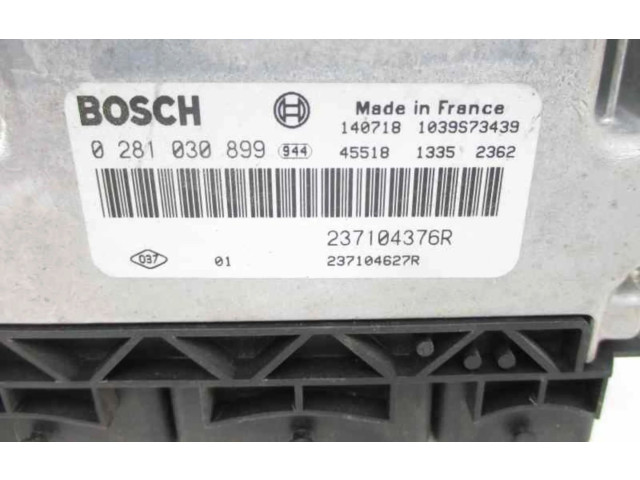 BOSCH
Made in France
140718 1039S73439
0 281 030 899 944 45518 1335 2362
237104376R
037 01 237104627R